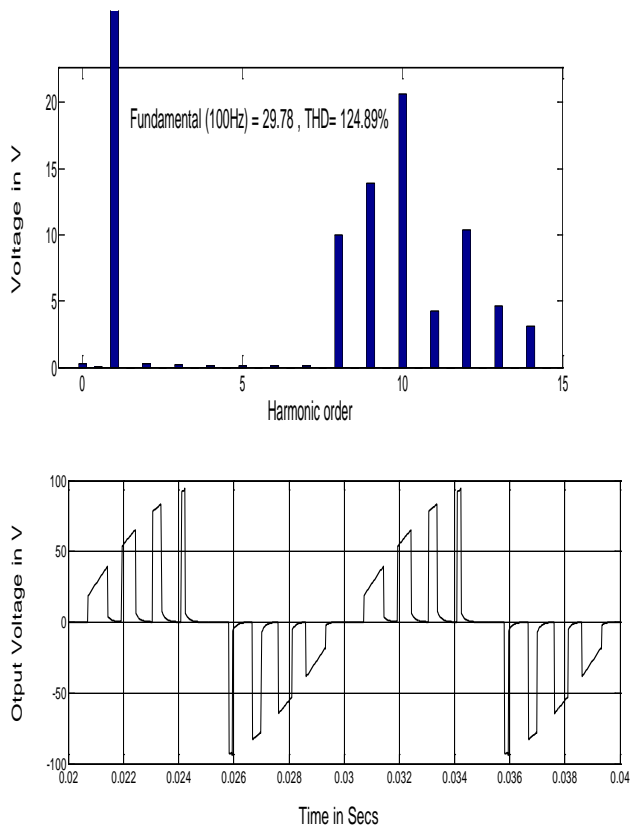 20
Fundamental (100Hz) = 29.78 , THD= 124.89%
15
10
5
0
Voltage in V
0 5 10 15
Harmonic order
100
50
0
-50
-100
Otput Voltage in V
0.02 0.022 0.024 0.026 0.028 0.03 0.032 0.034 0.036 0.038 0.04
Time in Secs